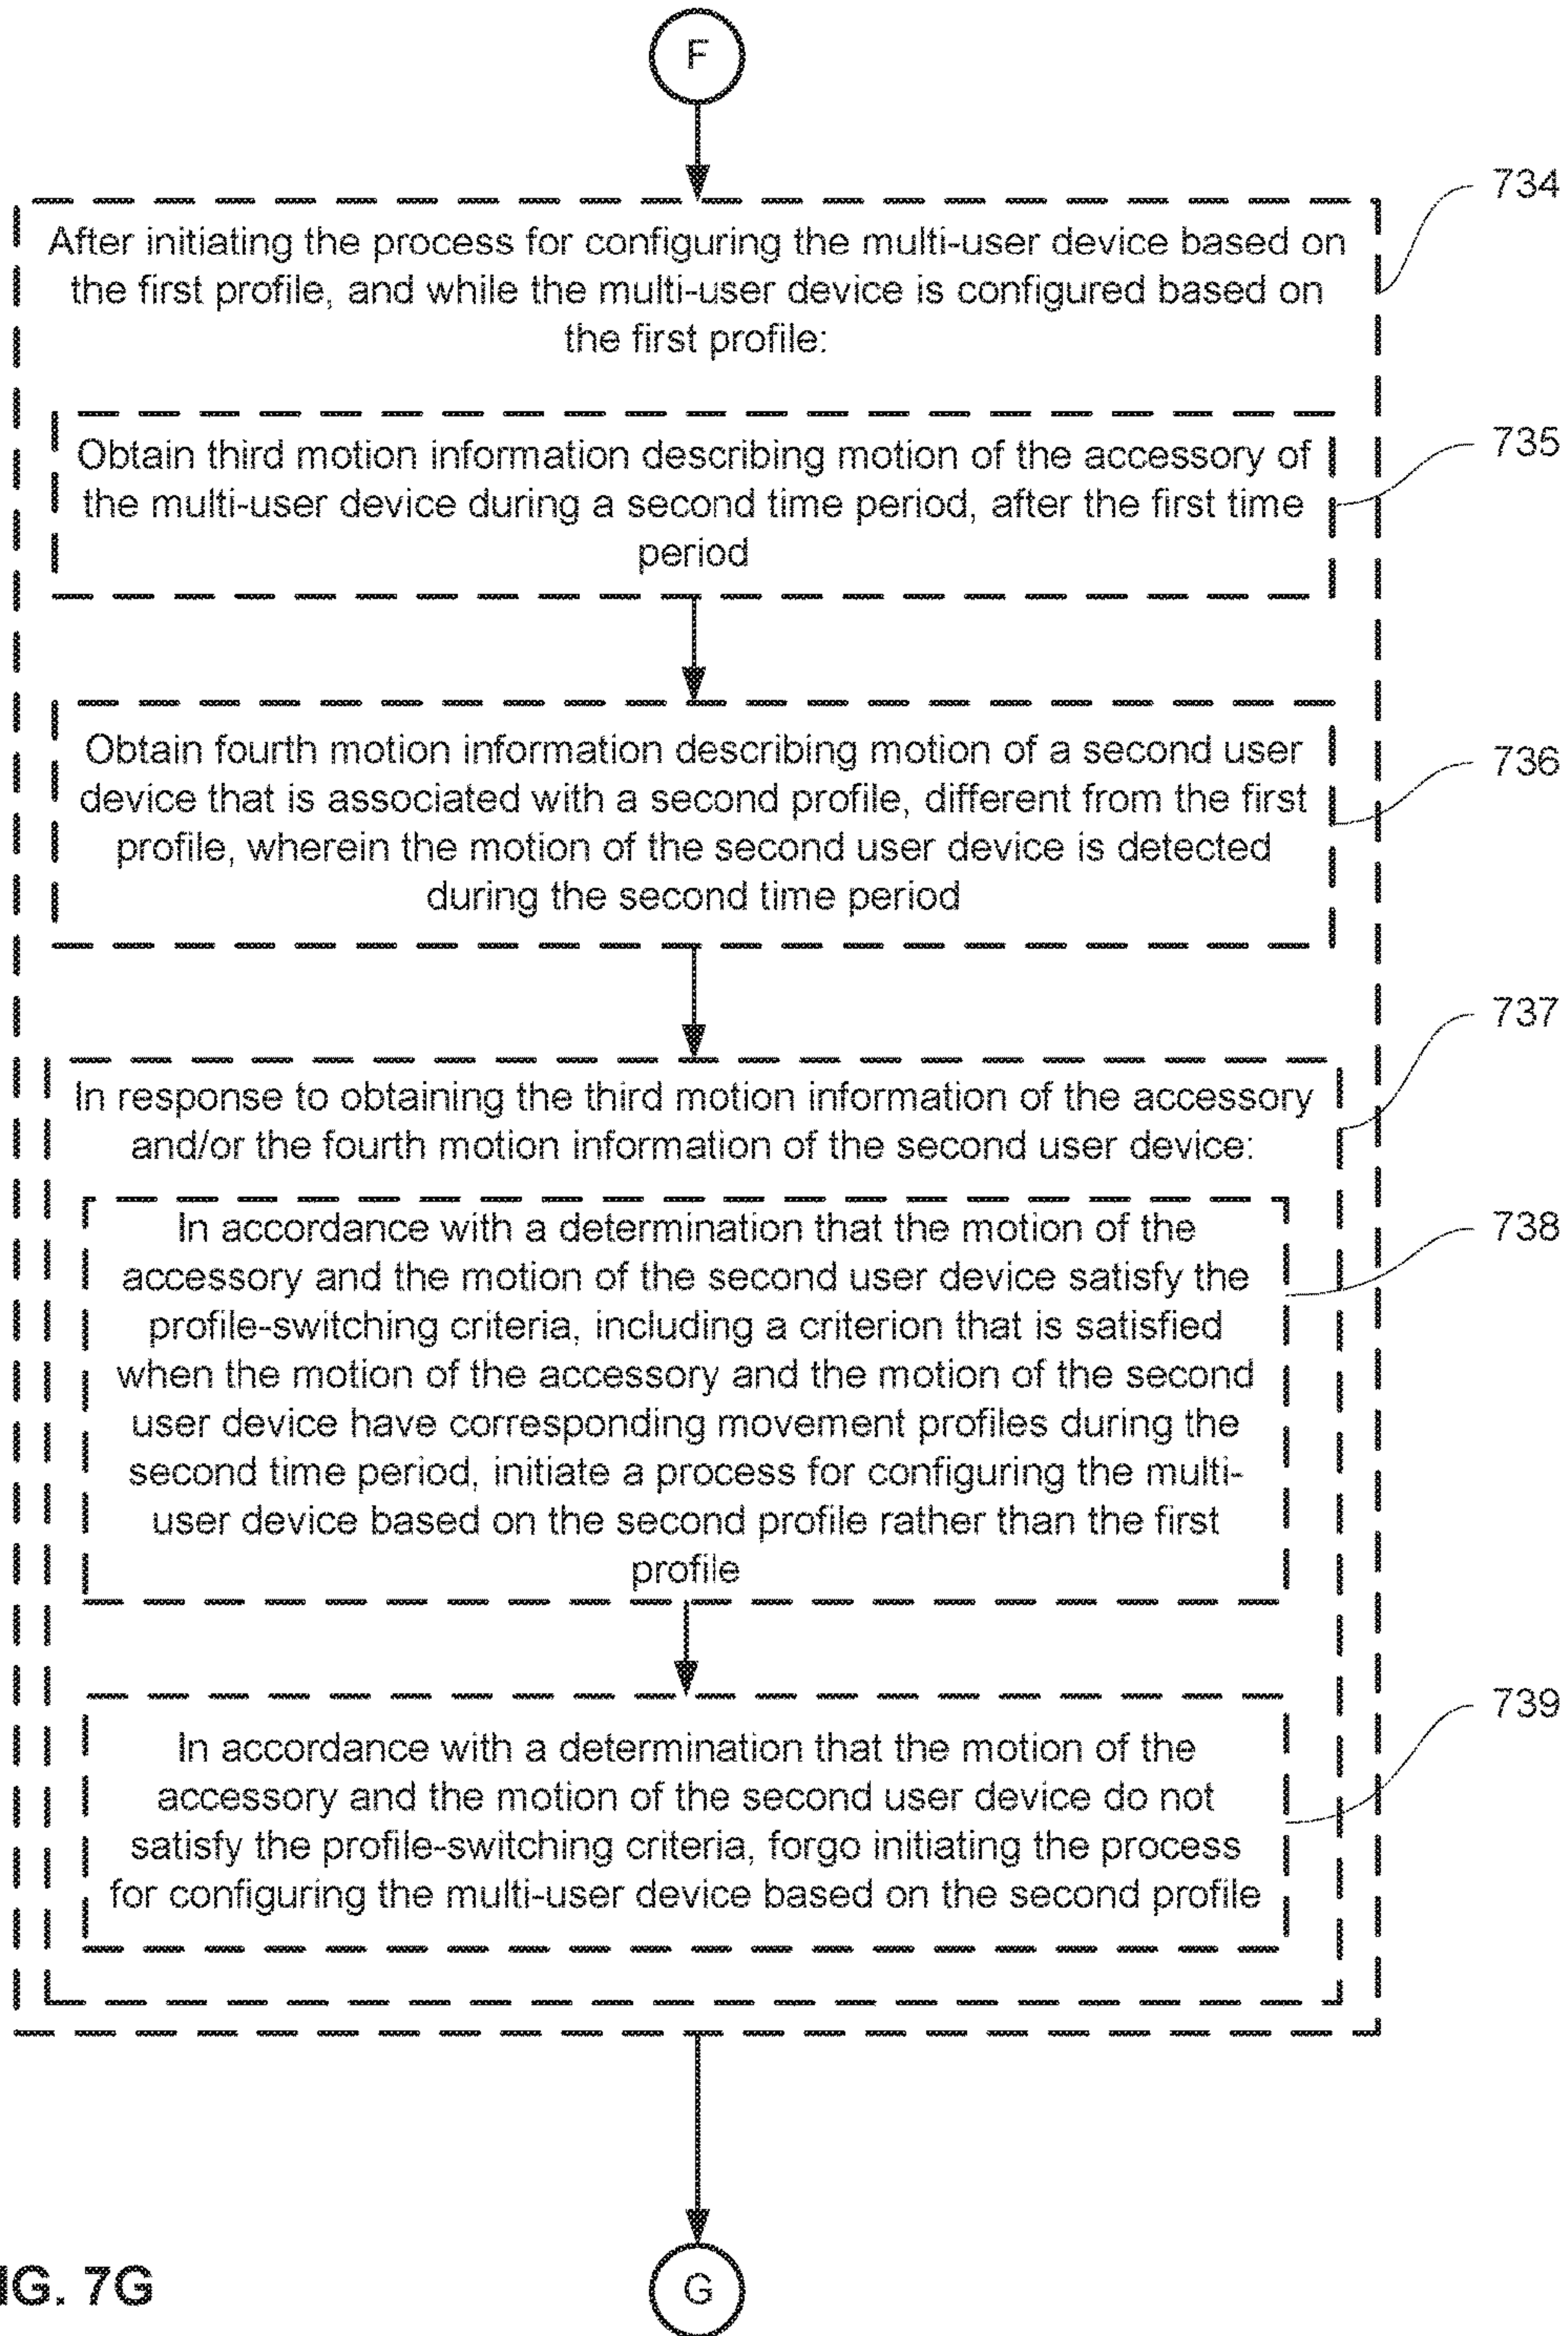 F
734
After initiating the process for configuring the multi-user device based on
the first profile, and while the multi-user device is configured based on
the first profile:
735
Obtain third motion information describing motion of the accessory of
the multi-user device during a second time period, after the first time
period
736
Obtain fourth motion information describing motion of a second user
device that is associated with a second profile, different from the first
profile, wherein the motion of the second user device is detected
during the second time period
737
In response to obtaining the third motion information of the accessory
and/or the fourth motion information of the second user device:
738
In accordance with a determination that the motion of the
accessory and the motion of the second user device satisfy the
profile-switching criteria, including a criterion that is satisfied
when the motion of the accessory and the motion of the second
user device have corresponding movement profiles during the
second time period, initiate a process for configuring the multi-
user device based on the second profile rather than the first
profile
739
In accordance with a determination that the motion of the
accessory and the motion of the second user device do not
satisfy the profile-switching criteria, forgo initiating the process
for configuring the multi-user device based on the second profile
G
IG. 7G